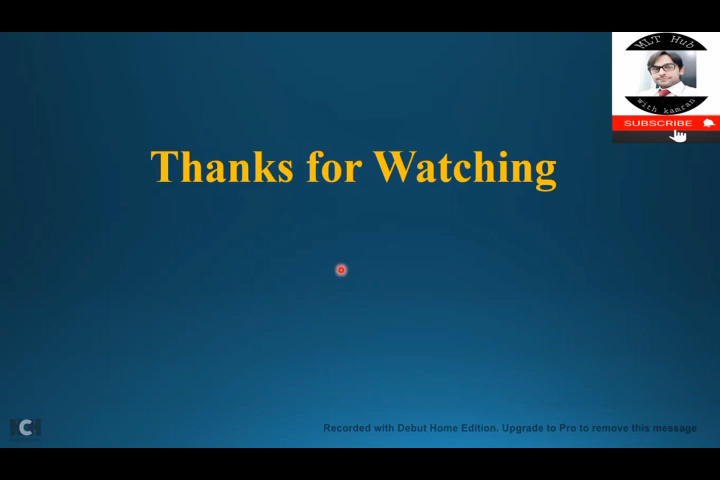 MLT Hub
with kamran
SUBSCRIBE
Thanks for Watching
C
Recorded with Debut Home Edition. Upgrade to Pro to remove this message